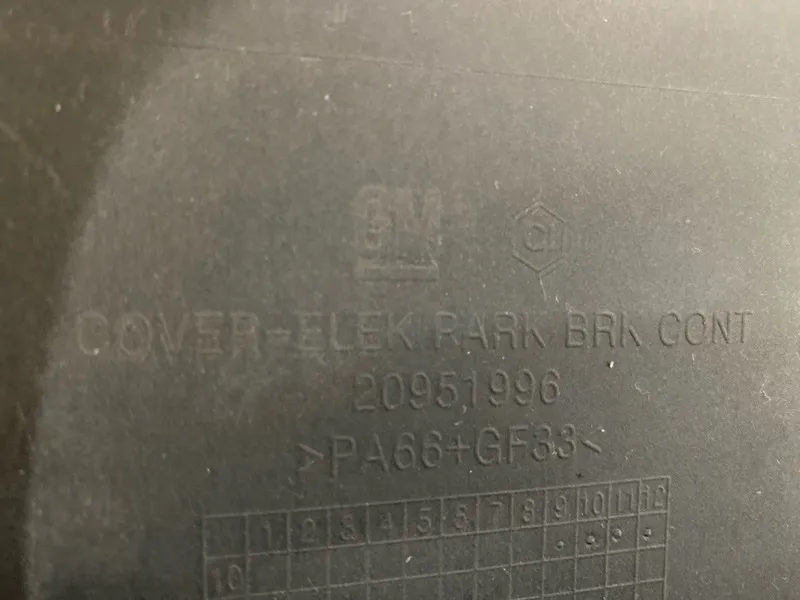 GM
COVER-ELEK PARK BRK CONT
20951996
>PA66+GF33<
1 2 3 4 5 6 7 8 9 10 11 12
10